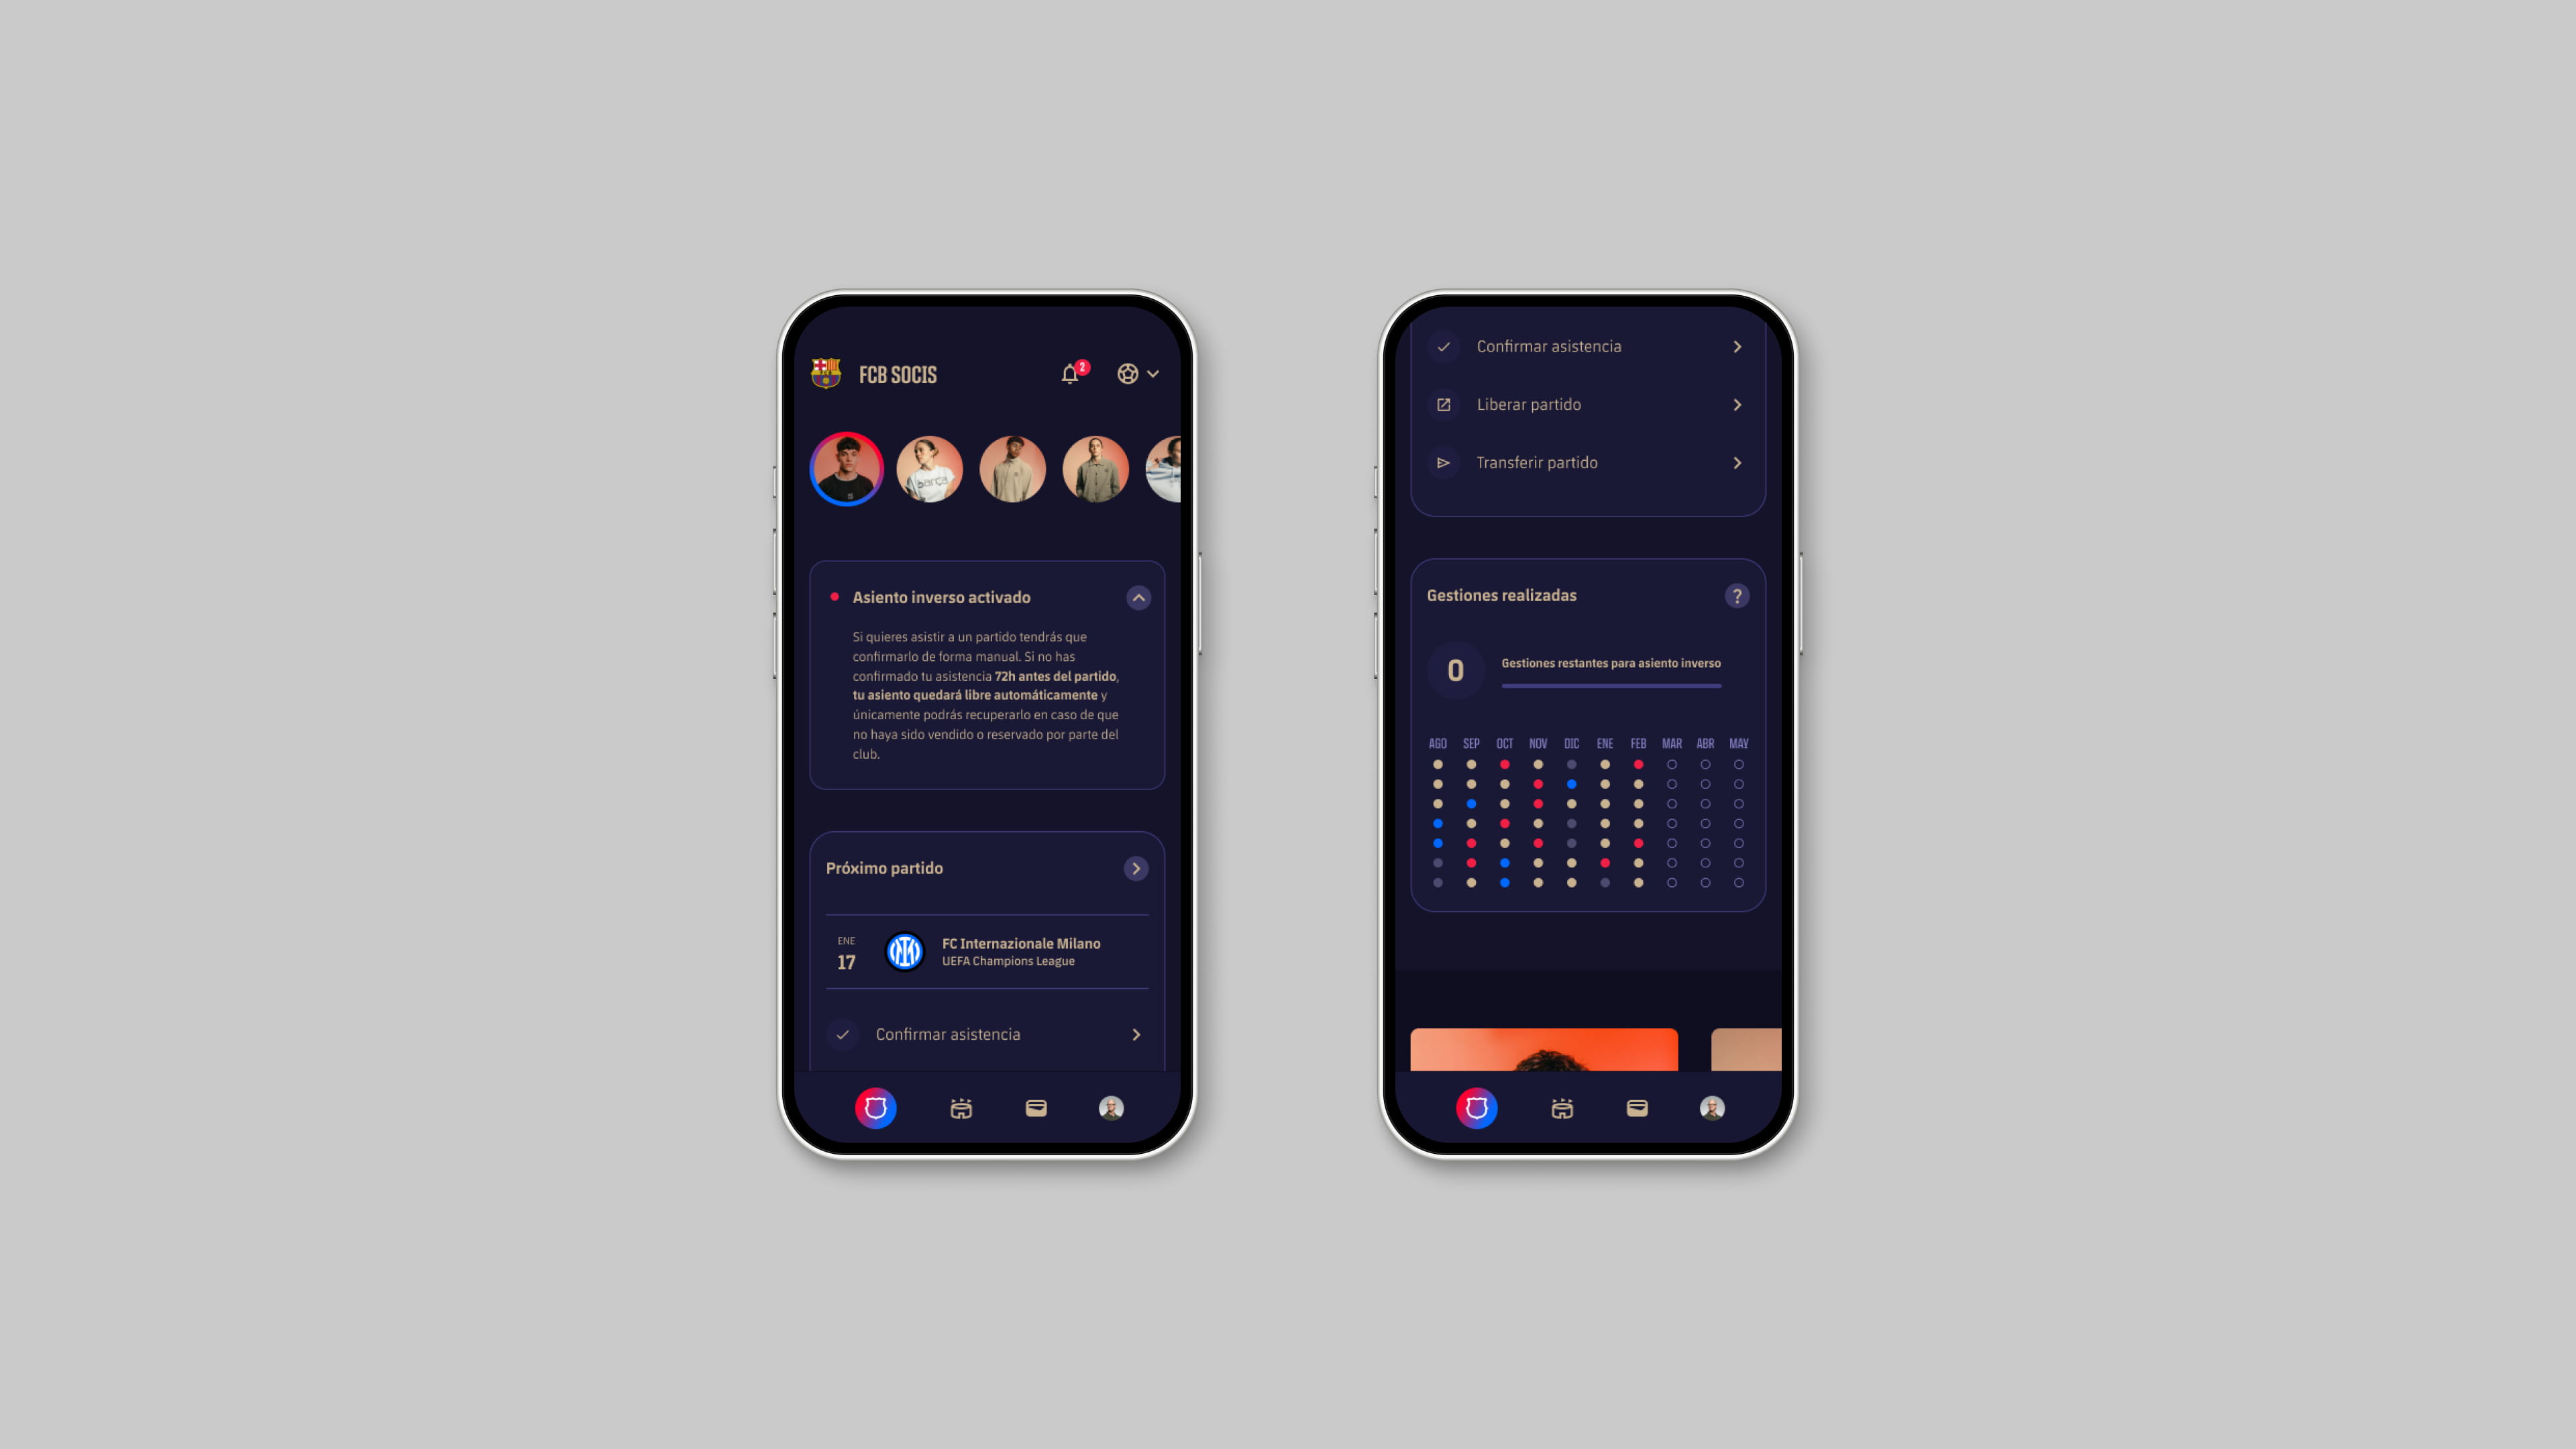 FCB SOCIS
2
barça
Asiento inverso activado
Si quieres asistir a un partido tendrás que
confirmarlo de forma manual. Si no has
confirmado tu asistencia 72h antes del partido,
tu asiento quedará libre automáticamente y
únicamente podrás recuperarlo en caso de que
no haya sido vendido o reservado por parte del
club.
Próximo partido
ENE
17
FC Internazionale Milano
UEFA Champions League
Confirmar asistencia
Confirmar asistencia
Liberar partido
Transferir partido
Gestiones realizadas
?
0
Gestiones restantes para asiento inverso
AGO SEP OCT NOV DIC ENE FEB MAR ABR MAY